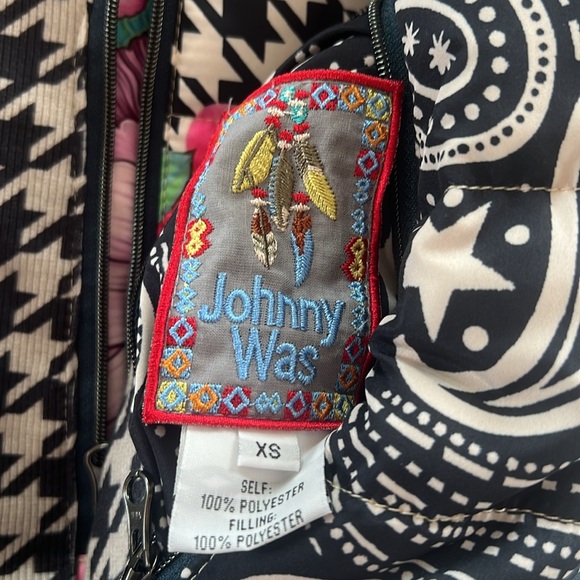 Johnny
Was
XS
SELF:
100% POLYESTER
FILLING:
100% POLYESTER